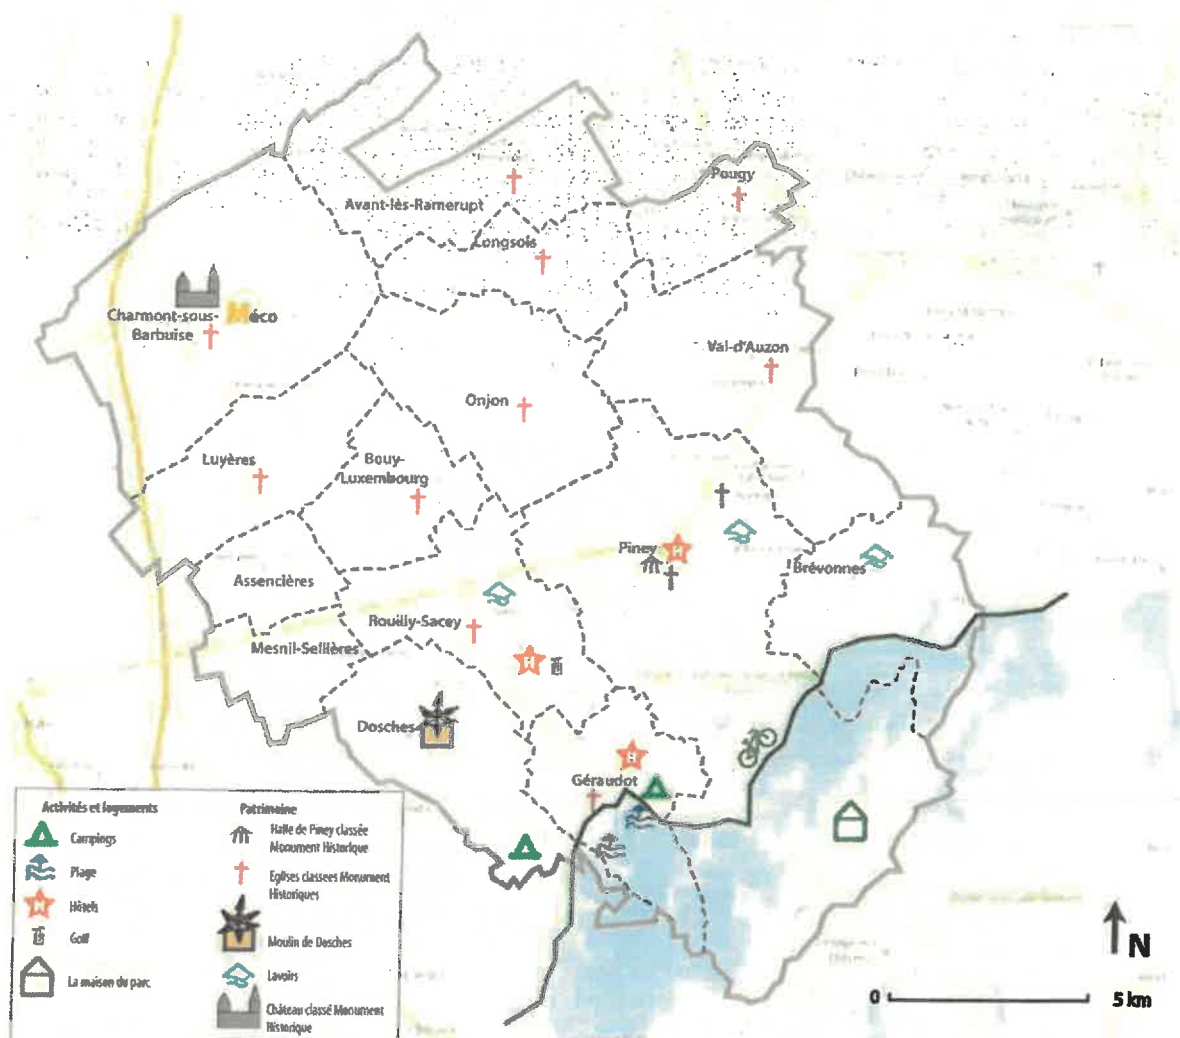 Pougy
Avant-lès-Ramerupt
Longsols
Charmont-sous-
Barbuise
Méco
Val-d'Auzon
Onjon
Luyères
Bouy-
Luxembourg
Piney
H
Brévonnes
Assencières
Rouilly-Sacey
Mesnil-Sellières
H
Dosches
H
Géraudot
Activités et logements
Campings
Plage
H
Hôtels
Golf
La maison du parc
Patrimoine
Halle de Piney classée
Monument Historique
Eglises classées Monument
Historiques
Moulin de Dosches
Lavoirs
Château classé Monument
Historique
N
0
5 km